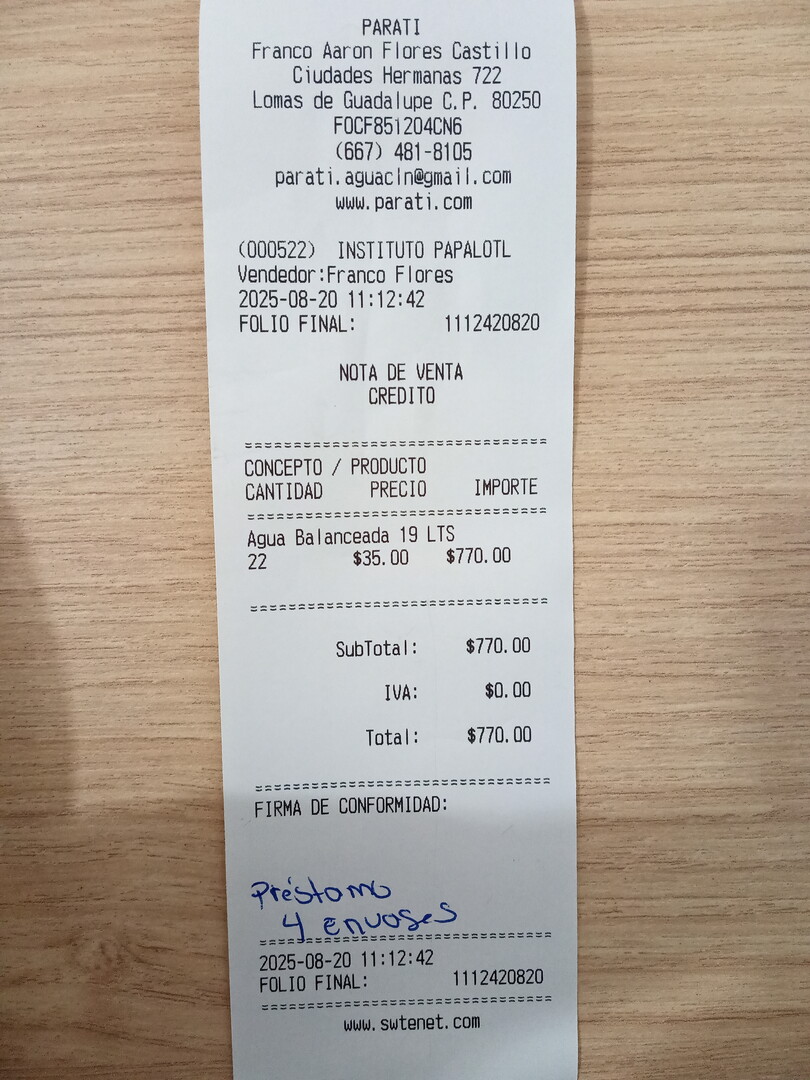 PARATI
Franco Aaron Flores Castillo
Ciudades Hermanas 722
Lomas de Guadalupe C.P. 80250
FOCF851204CN6
(667) 481-8105
parati.aguacln@gmail.com
www.parati.com
(000522) INSTITUTO PAPALOTL
Vendedor:Franco Flores
2025-08-20 11:12:42
FOLIO FINAL: 1112420820
NOTA DE VENTA
CREDITO
CONCEPTO / PRODUCTO
CANTIDAD PRECIO IMPORTE
Agua Balanceada 19 LTS
22 $35.00 $770.00
SubTotal: $770.00
IVA: $0.00
Total: $770.00
FIRMA DE CONFORMIDAD:
Préstamo
4 envases
2025-08-20 11:12:42
FOLIO FINAL: 1112420820
www.swtenet.com